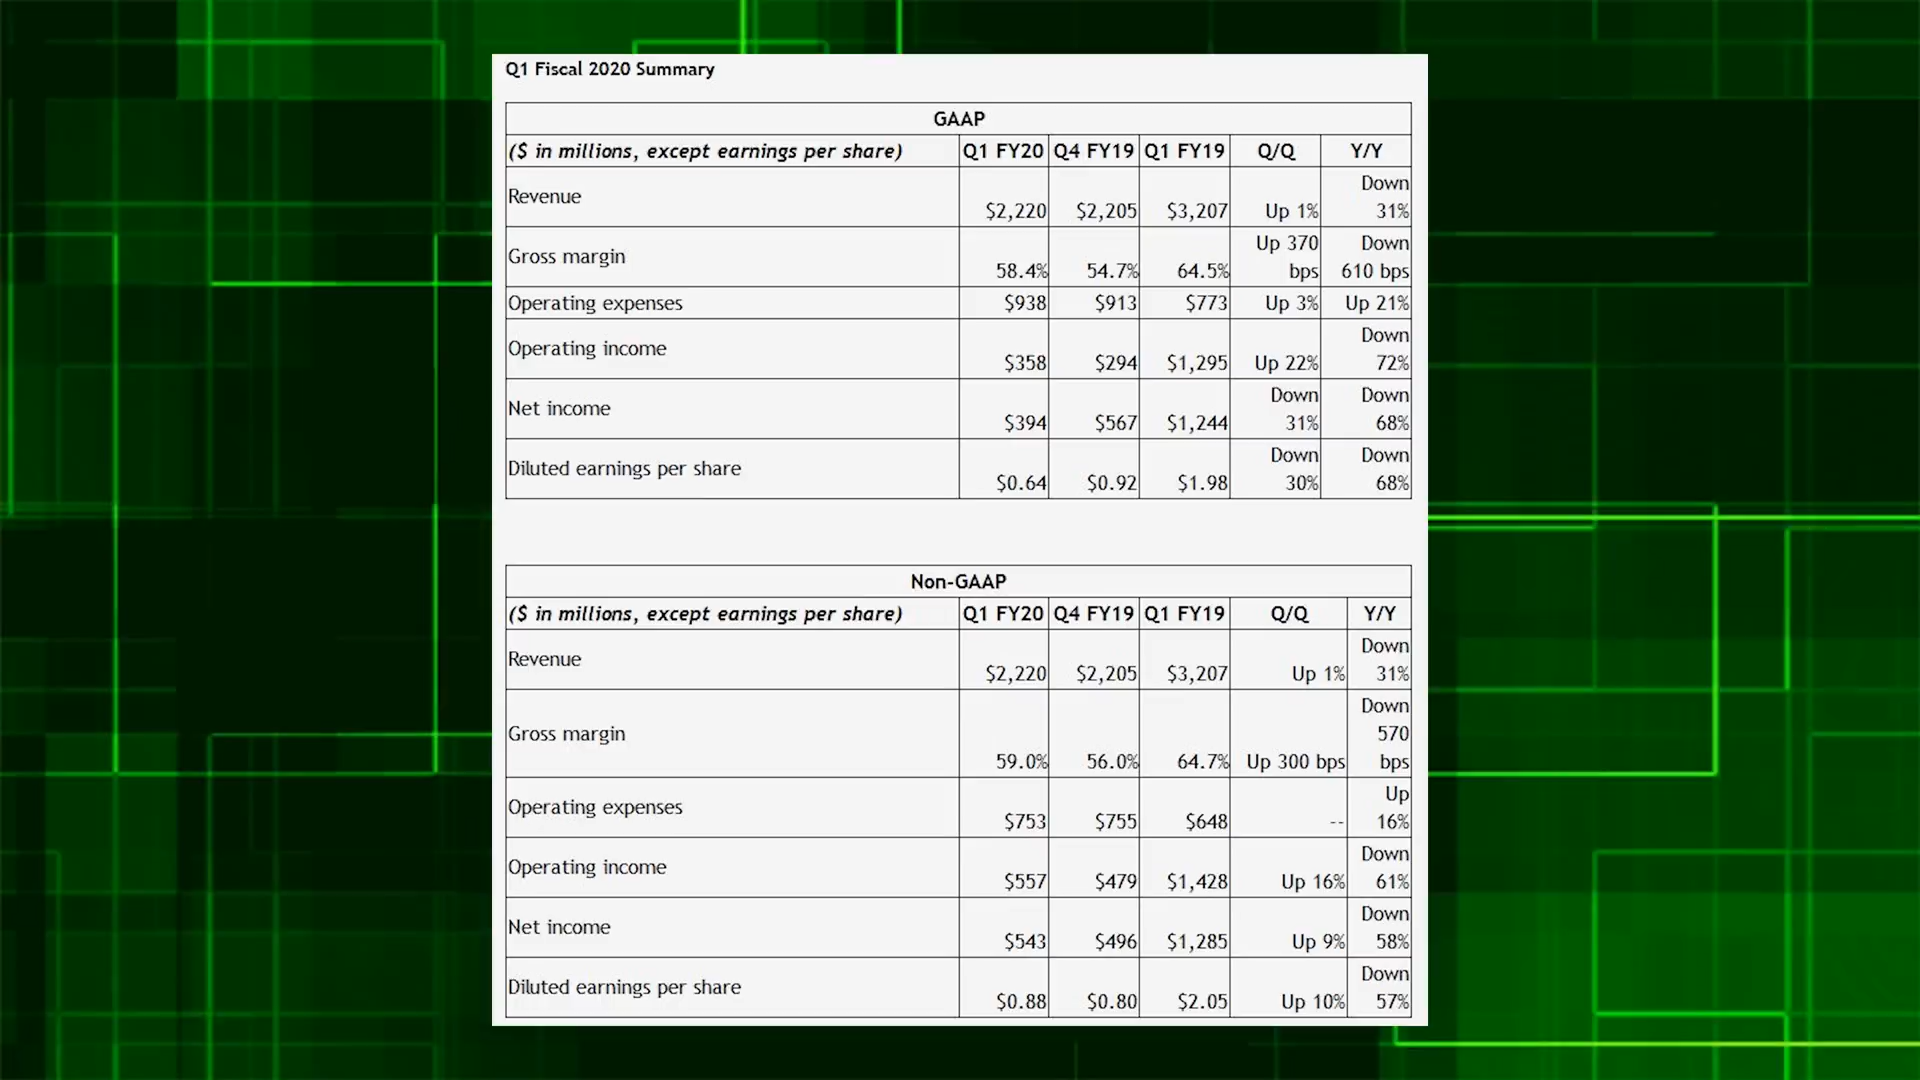 Q1 Fiscal 2020 Summary
GAAP
($ in millions, except earnings per share) Q1 FY20 Q4 FY19 Q1 FY19 Q/Q Y/Y
Revenue $2,220 $2,205 $3,207 Up 1% Down 31%
Gross margin 58.4% 54.7% 64.5% Up 370 bps Down 610 bps
Operating expenses $938 $913 $773 Up 3% Up 21%
Operating income $358 $294 $1,295 Up 22% Down 72%
Net income $394 $567 $1,244 Down 31% Down 68%
Diluted earnings per share $0.64 $0.92 $1.98 Down 30% Down 68%
Non-GAAP
($ in millions, except earnings per share) Q1 FY20 Q4 FY19 Q1 FY19 Q/Q Y/Y
Revenue $2,220 $2,205 $3,207 Up 1% Down 31%
Gross margin 59.0% 56.0% 64.7% Up 300 bps Down 570 bps
Operating expenses $753 $755 $648 -- Up 16%
Operating income $557 $479 $1,428 Up 16% Down 61%
Net income $543 $496 $1,285 Up 9% Down 58%
Diluted earnings per share $0.88 $0.80 $2.05 Up 10% Down 57%